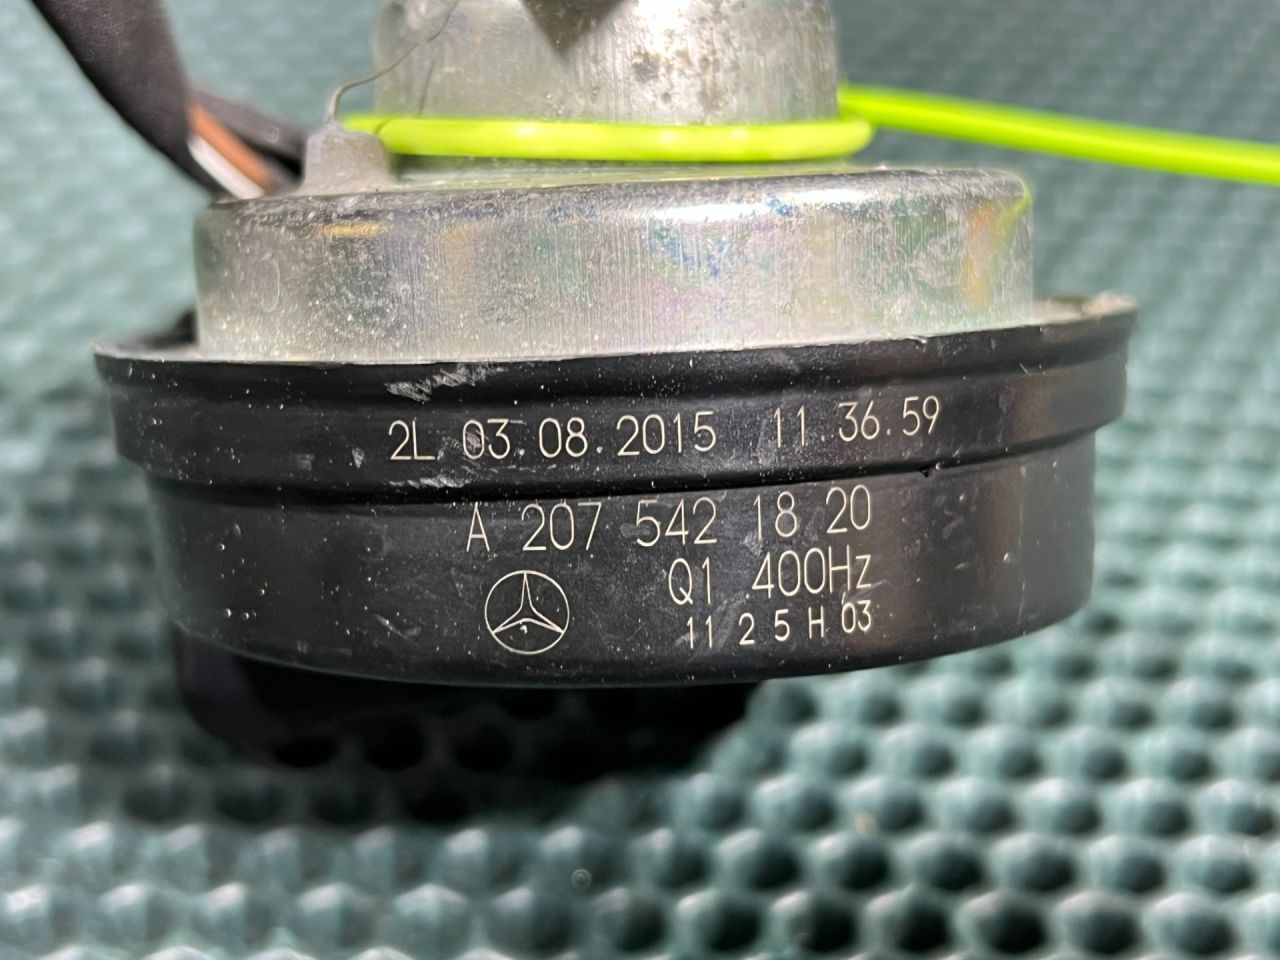 2L 03.08.2015 11.36.59
A 207 542 18 20
Q1 400Hz
11 2 5 H 03